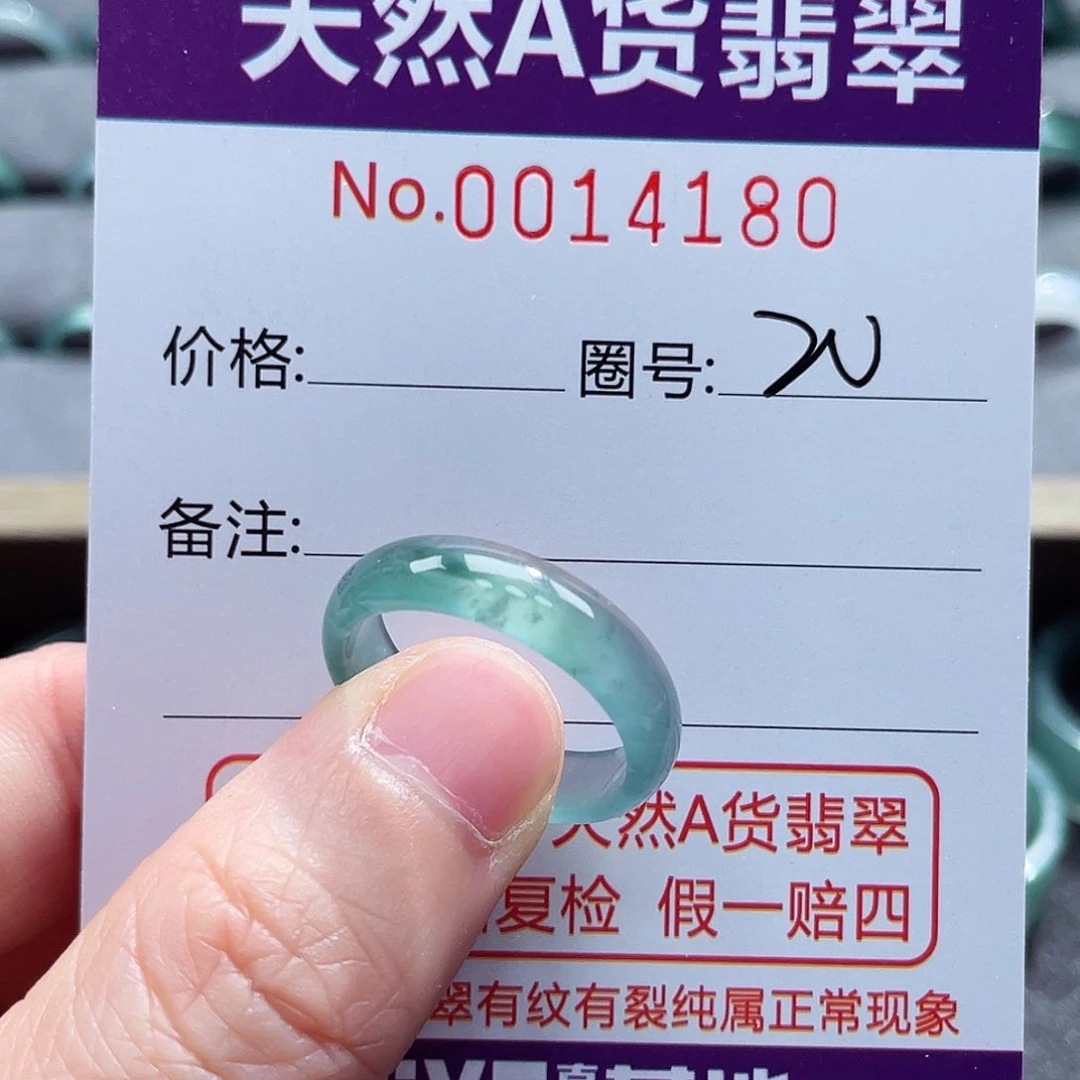 天然A货翡翠
No.0014180
价格: 圈号: 20
备注:
天然A货翡翠
复检 假一赔四
翠有纹有裂纯属正常现象